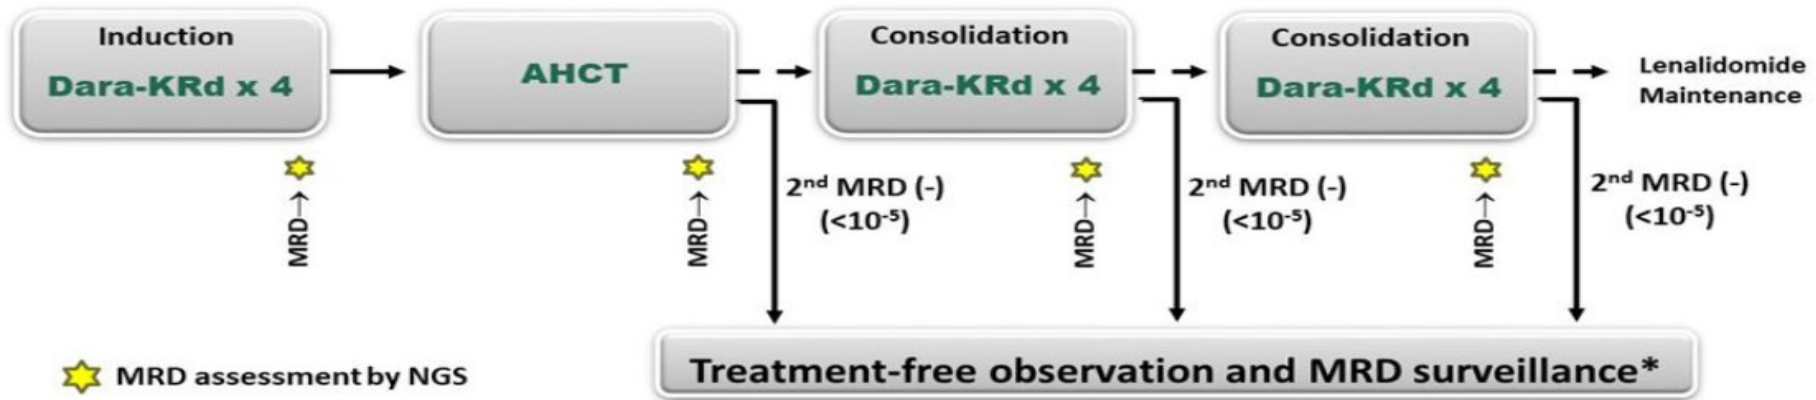 Induction
Dara-KRd x 4
AHCT
Consolidation
Dara-KRd x 4
Consolidation
Dara-KRd x 4
Lenalidomide
Maintenance
MRD→
MRD→
2nd MRD (-)
(<10-5)
MRD→
2nd MRD (-)
(<10-5)
MRD→
2nd MRD (-)
(<10-5)
MRD assessment by NGS
Treatment-free observation and MRD surveillance*